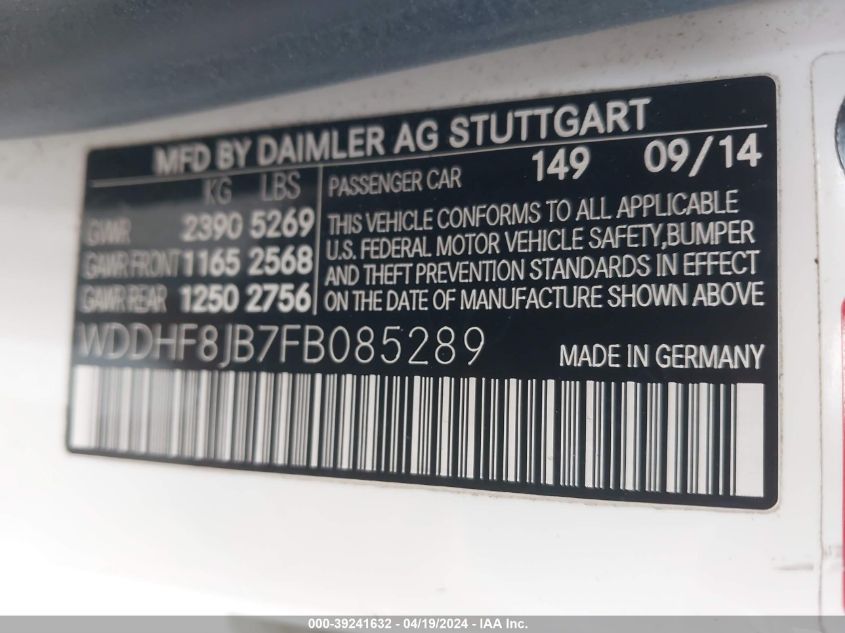 MFD BY DAIMLER AG STUTTGART
KG LBS PASSENGER CAR 149 09/14
GVWR 2390 5269
GAWR FRONT 1165 2568
GAWR REAR 1250 2756
THIS VEHICLE CONFORMS TO ALL APPLICABLE
U.S. FEDERAL MOTOR VEHICLE SAFETY,BUMPER
AND THEFT PREVENTION STANDARDS IN EFFECT
ON THE DATE OF MANUFACTURE SHOWN ABOVE
WDDHF8JB7FB085289 MADE IN GERMANY
000-39241632 - 04/19/2024 - IAA Inc.